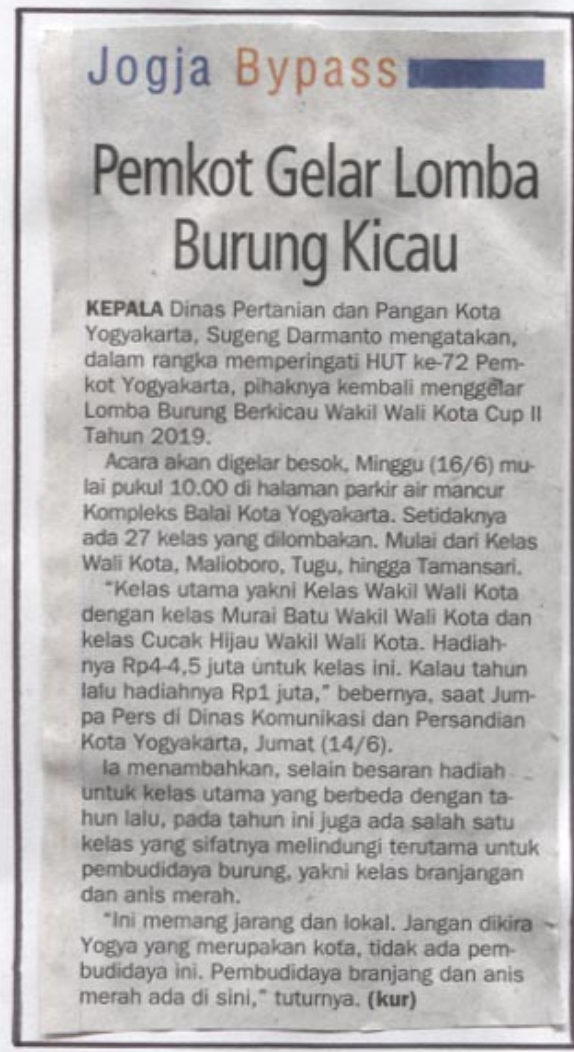 Jogja Bypass
Pemkot Gelar Lomba
Burung Kicau
KEPALA Dinas Pertanian dan Pangan Kota
Yogyakarta, Sugeng Darmanto mengatakan,
dalam rangka memperingati HUT ke-72 Pem-
kot Yogyakarta, pihaknya kembali menggelar
Lomba Burung Berkicau Wakil Wali Kota Cup II
Tahun 2019.
Acara akan digelar besok, Minggu (16/6) mu-
lai pukul 10.00 di halaman parkir air mancur
Kompleks Balai Kota Yogyakarta. Setidaknya
ada 27 kelas yang dilombakan. Mulai dari Kelas
Wali Kota, Malioboro, Tugu, hingga Tamansari.
"Kelas utama yakni Kelas Wakil Wali Kota
dengan kelas Murai Batu Wakil Wali Kota dan
kelas Cucak Hijau Wakil Wali Kota. Hadiah-
nya Rp4-4,5 juta untuk kelas ini. Kalau tahun
lalu hadiahnya Rp1 juta," bebernya, saat Jum-
pa Pers di Dinas Komunikasi dan Persandian
Kota Yogyakarta, Jumat (14/6).
Ia menambahkan, selain besaran hadiah
untuk kelas utama yang berbeda dengan ta-
hun lalu, pada tahun ini juga ada salah satu
kelas yang sifatnya melindungi terutama untuk
pembudidaya burung, yakni kelas branjangan
dan anis merah.
"Ini memang jarang dan lokal. Jangan dikira
Yogya yang merupakan kota, tidak ada pem-
budidaya ini. Pembudidaya branjang dan anis
merah ada di sini," tuturnya. (kur)